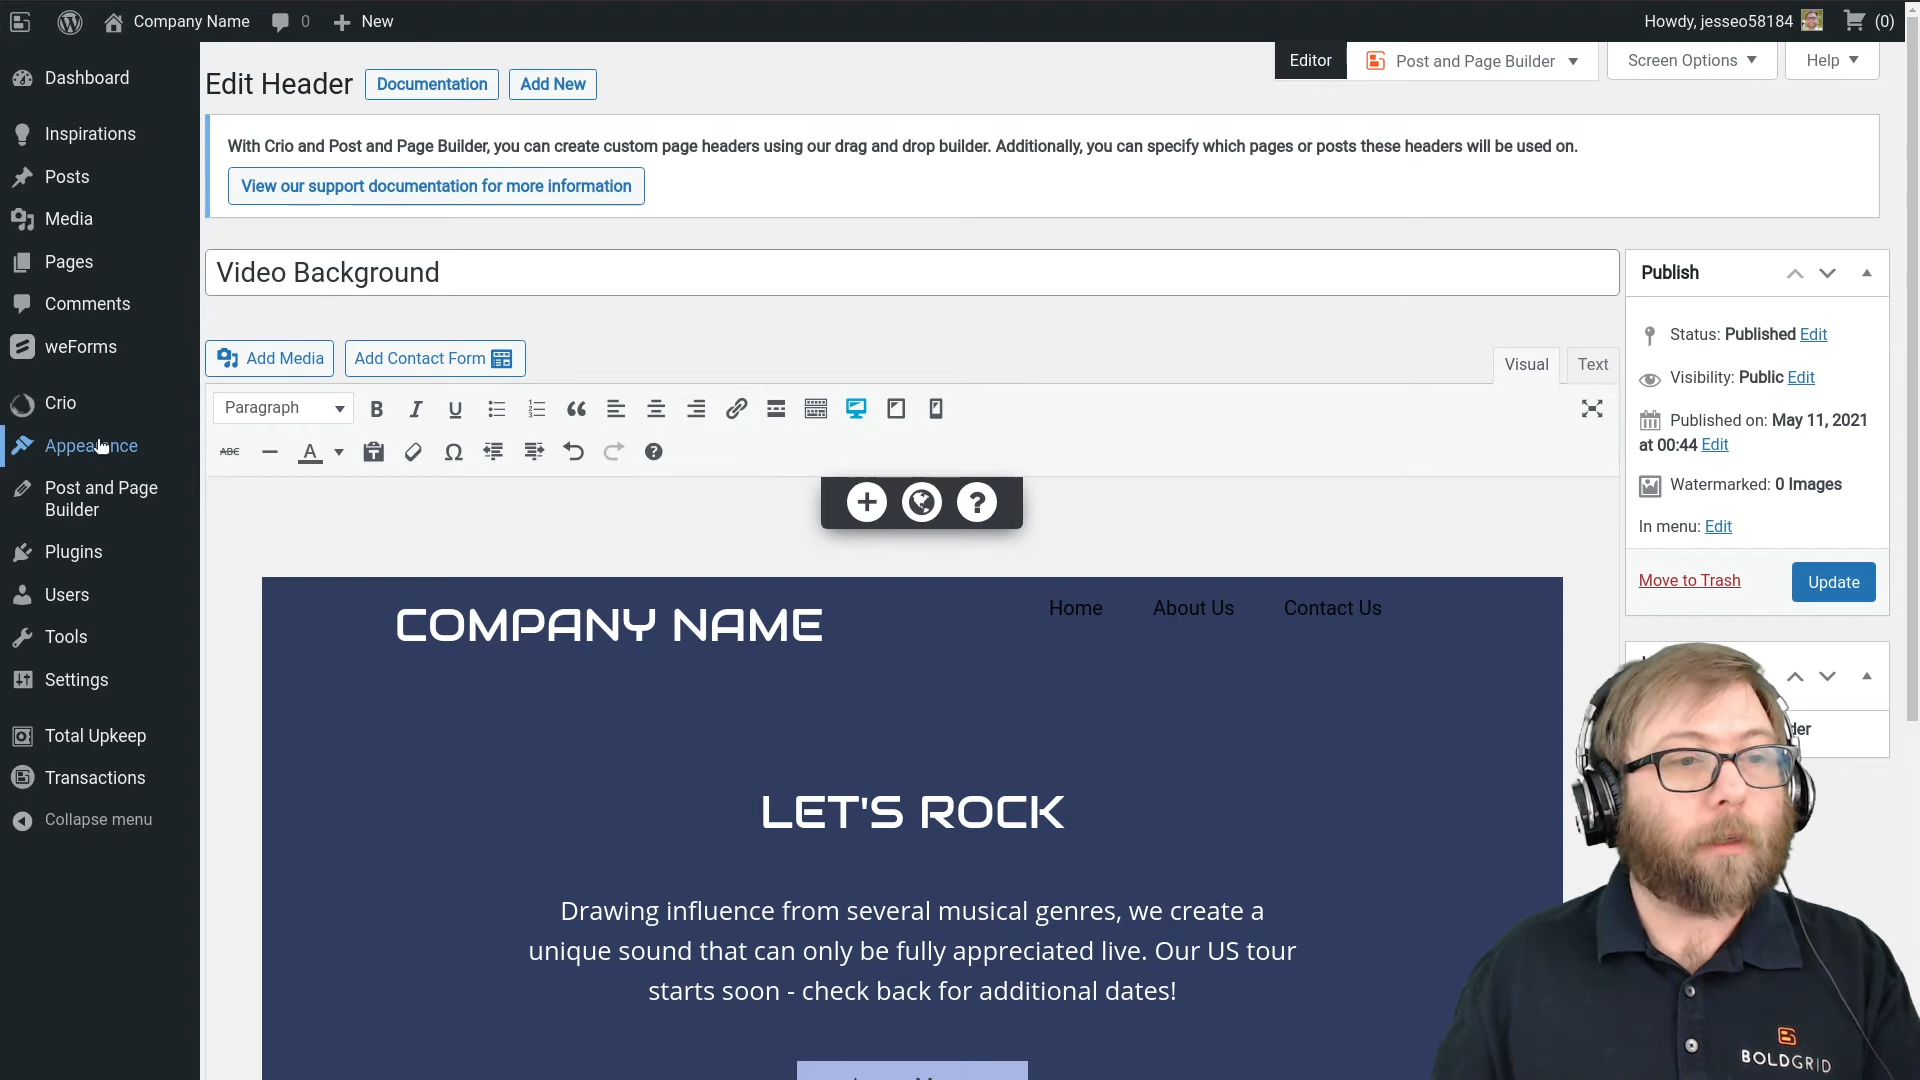 Company Name
0
New
Howdy, jesseo58184
(0)
Dashboard
Inspirations
Posts
Media
Pages
Comments
weForms
Crio
Appearance
Post and Page
Builder
Plugins
Users
Tools
Settings
Total Upkeep
Transactions
Collapse menu
Editor
Post and Page Builder
Screen Options
Help
Edit Header
Documentation
Add New
With Crio and Post and Page Builder, you can create custom page headers using our drag and drop builder. Additionally, you can specify which pages or posts these headers will be used on.
View our support documentation for more information
Video Background
Add Media
Add Contact Form
Visual
Text
Paragraph
B
I
U
ABC
A
Ω
?
?
COMPANY NAME
Home
About Us
Contact Us
LET'S ROCK
Drawing influence from several musical genres, we create a
unique sound that can only be fully appreciated live. Our US tour
starts soon - check back for additional dates!
Publish
Status: Published Edit
Visibility: Public Edit
Published on: May 11, 2021
at 00:44 Edit
Watermarked: 0 Images
In menu: Edit
Move to Trash
Update
BOLDGRID